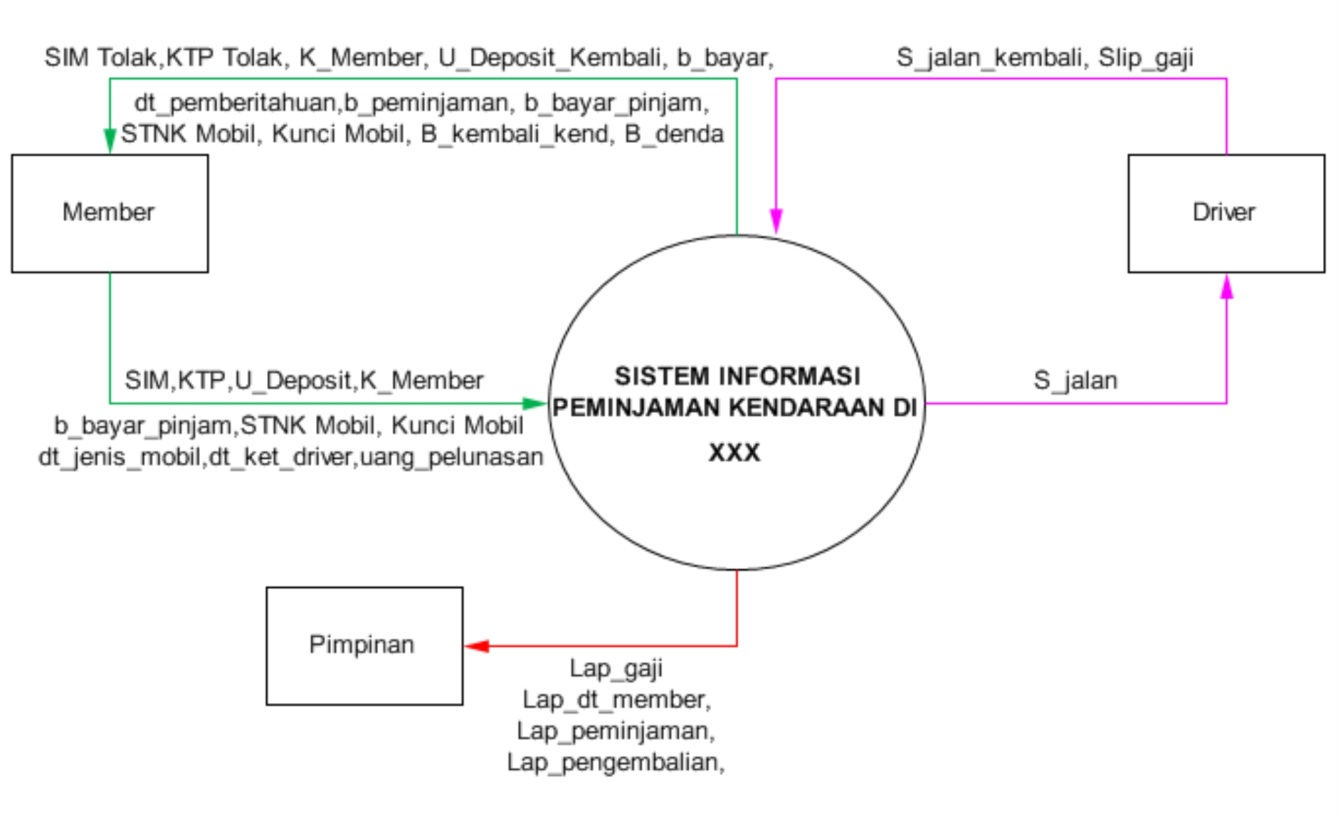 SIM Tolak,KTP Tolak, K_Member, U_Deposit_Kembali, b_bayar,
dt_pemberitahuan,b_peminjaman, b_bayar_pinjam,
STNK Mobil, Kunci Mobil, B_kembali_kend, B_denda
S_jalan_kembali, Slip_gaji
Member
Driver
SIM,KTP,U_Deposit,K_Member
b_bayar_pinjam,STNK Mobil, Kunci Mobil
dt_jenis_mobil,dt_ket_driver,uang_pelunasan
SISTEM INFORMASI
PEMINJAMAN KENDARAAN DI
XXX
S_jalan
Pimpinan
Lap_gaji
Lap_dt_member,
Lap_peminjaman,
Lap_pengembalian,